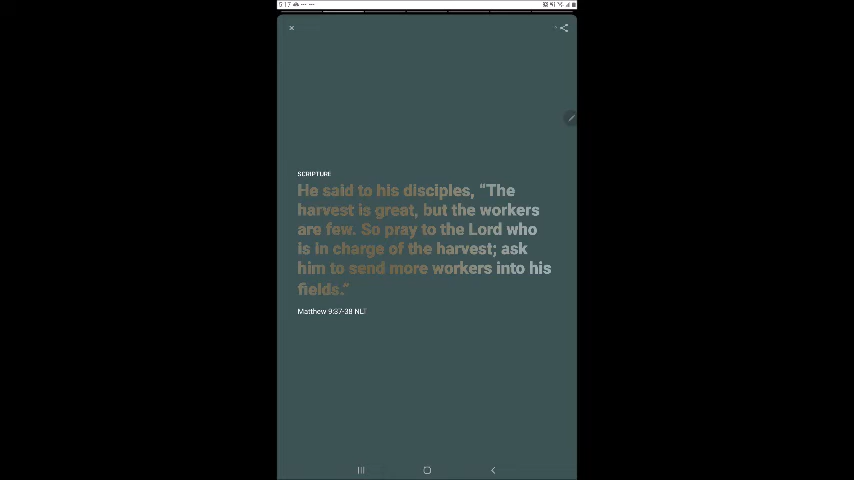 SCRIPTURE
He said to his disciples, “The
harvest is great, but the workers
are few. So pray to the Lord who
is in charge of the harvest; ask
him to send more workers into his
fields.”
Matthew 9:37-38 NLT